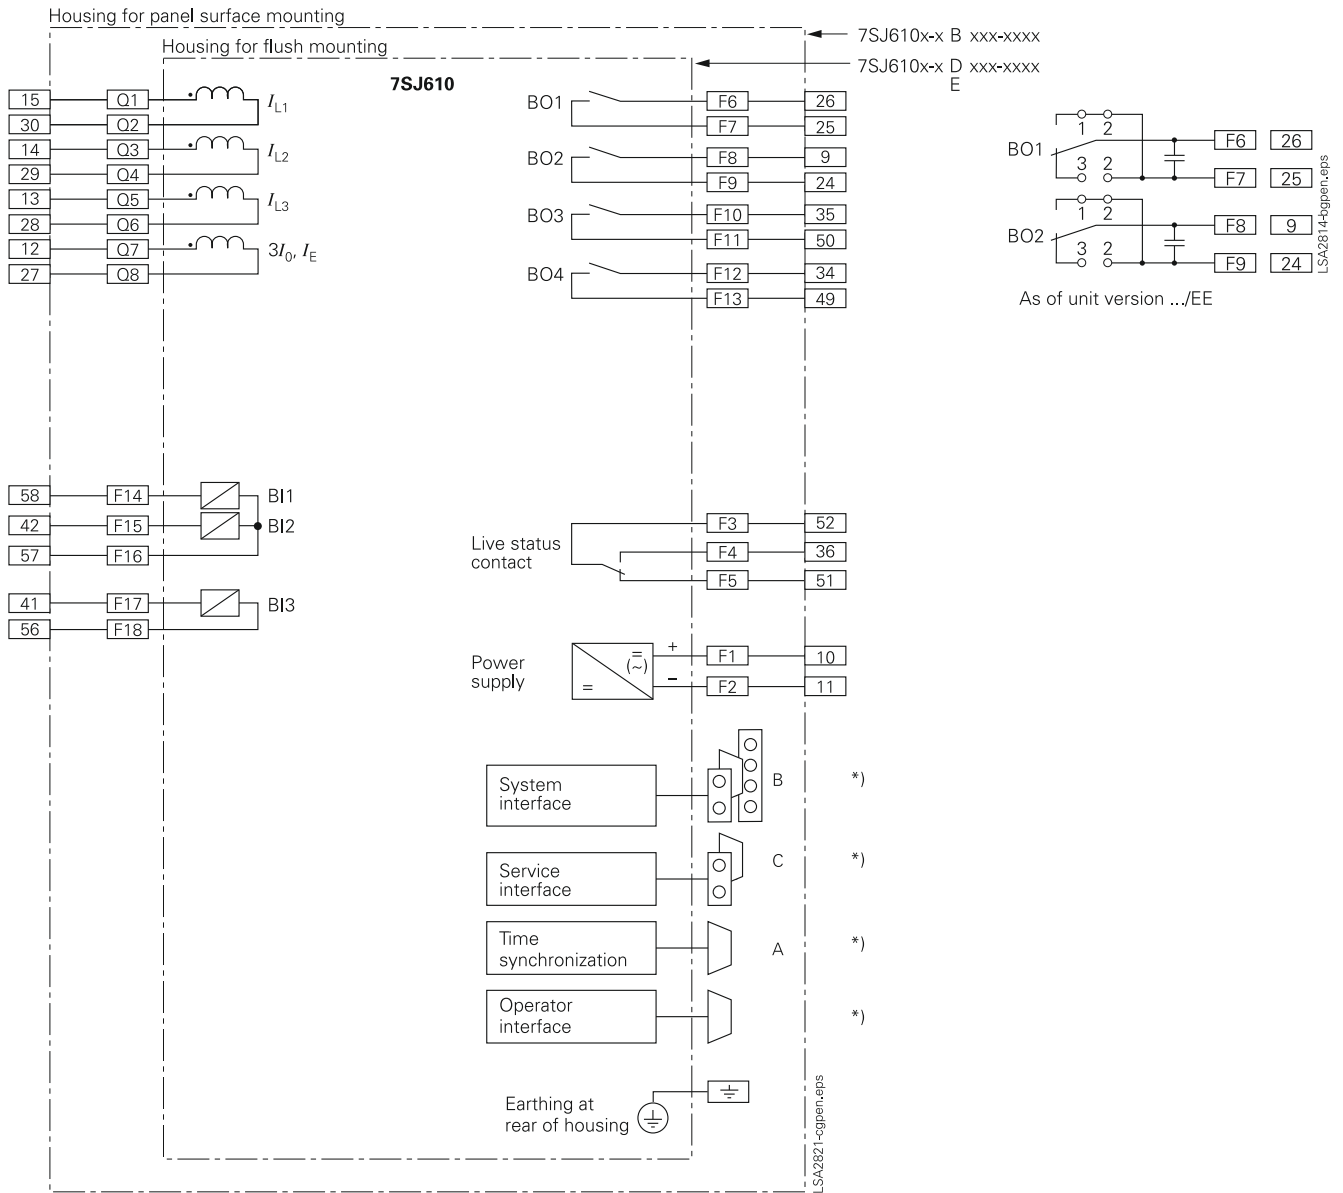 Housing for panel surface mounting
7SJ610x-x B xxx-xxxx
Housing for flush mounting
7SJ610x-x D xxx-xxxx
E
7SJ610
15 Q1 IL1
30 Q2
14 Q3 IL2
29 Q4
13 Q5 IL3
28 Q6
12 Q7 3I0, IE
27 Q8
BO1 F6 26
F7 25
BO2 F8 9
F9 24
BO3 F10 35
F11 50
BO4 F12 34
F13 49
1 2
BO1 F6 26
3 2
F7 25
1 2
BO2 F8 9
3 2
F9 24
As of unit version .../EE
LSA2814-bgpen.eps
58 F14 BI1
42 F15 BI2
57 F16
41 F17 BI3
56 F18
Live status
contact
F3 52
F4 36
F5 51
Power
supply
= (~)
=
+ F1 10
– F2 11
System
interface
B *)
Service
interface
C *)
Time
synchronization
A *)
Operator
interface
*)
Earthing at
rear of housing
LSA2821-cgpen.eps